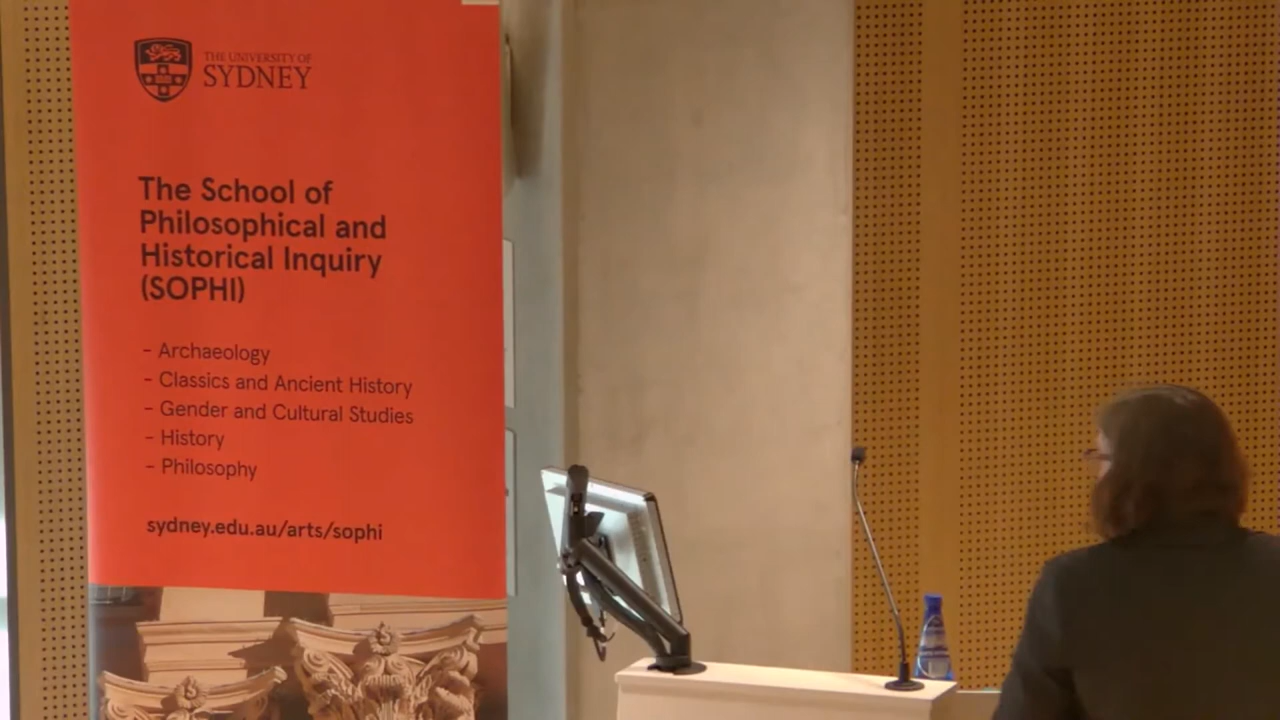 THE UNIVERSITY OF
SYDNEY
The School of
Philosophical and
Historical Inquiry
(SOPHI)
- Archaeology
- Classics and Ancient History
- Gender and Cultural Studies
- History
- Philosophy
sydney.edu.au/arts/sophi